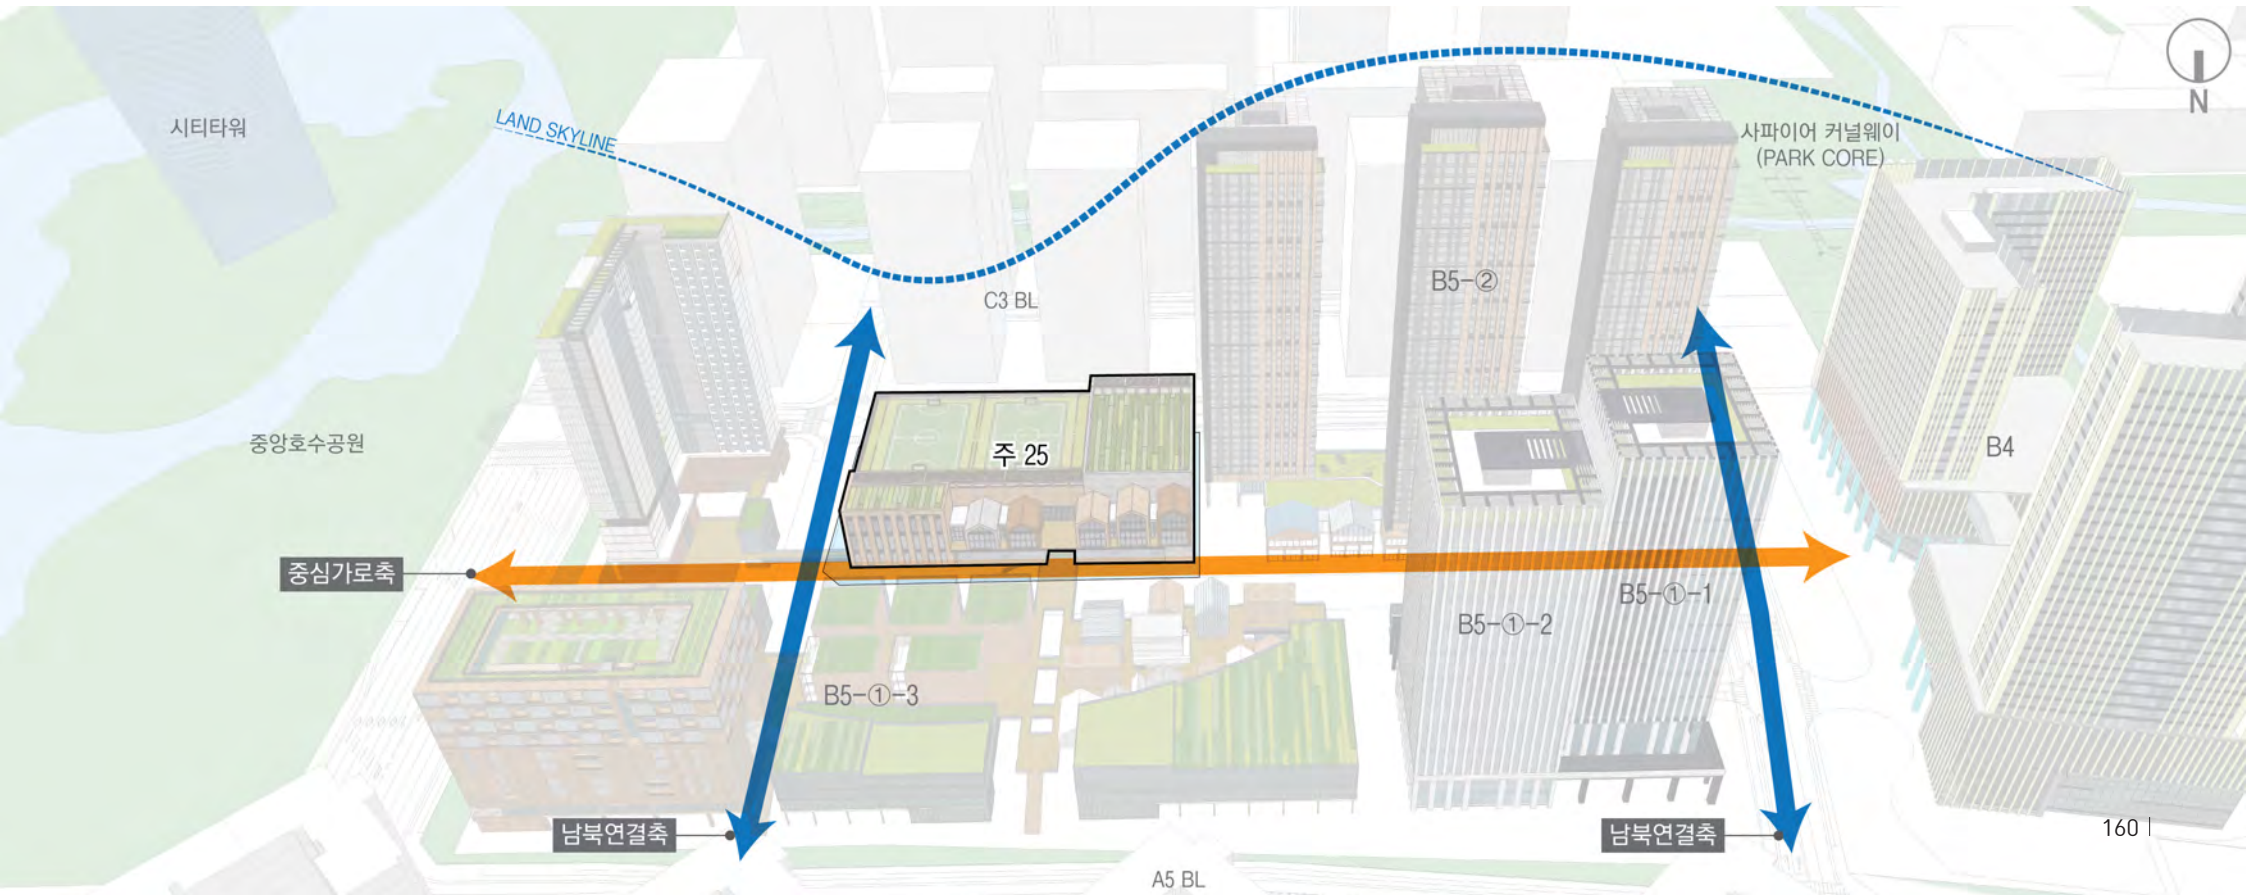 N
시티타워
LAND SKYLINE
사파이어 커널웨이
(PARK CORE)
B5-②
C3 BL
중앙호수공원
주 25
B4
중심가로축
B5-①-1
B5-①-2
B5-①-3
남북연결축
남북연결축
160
A5 BL